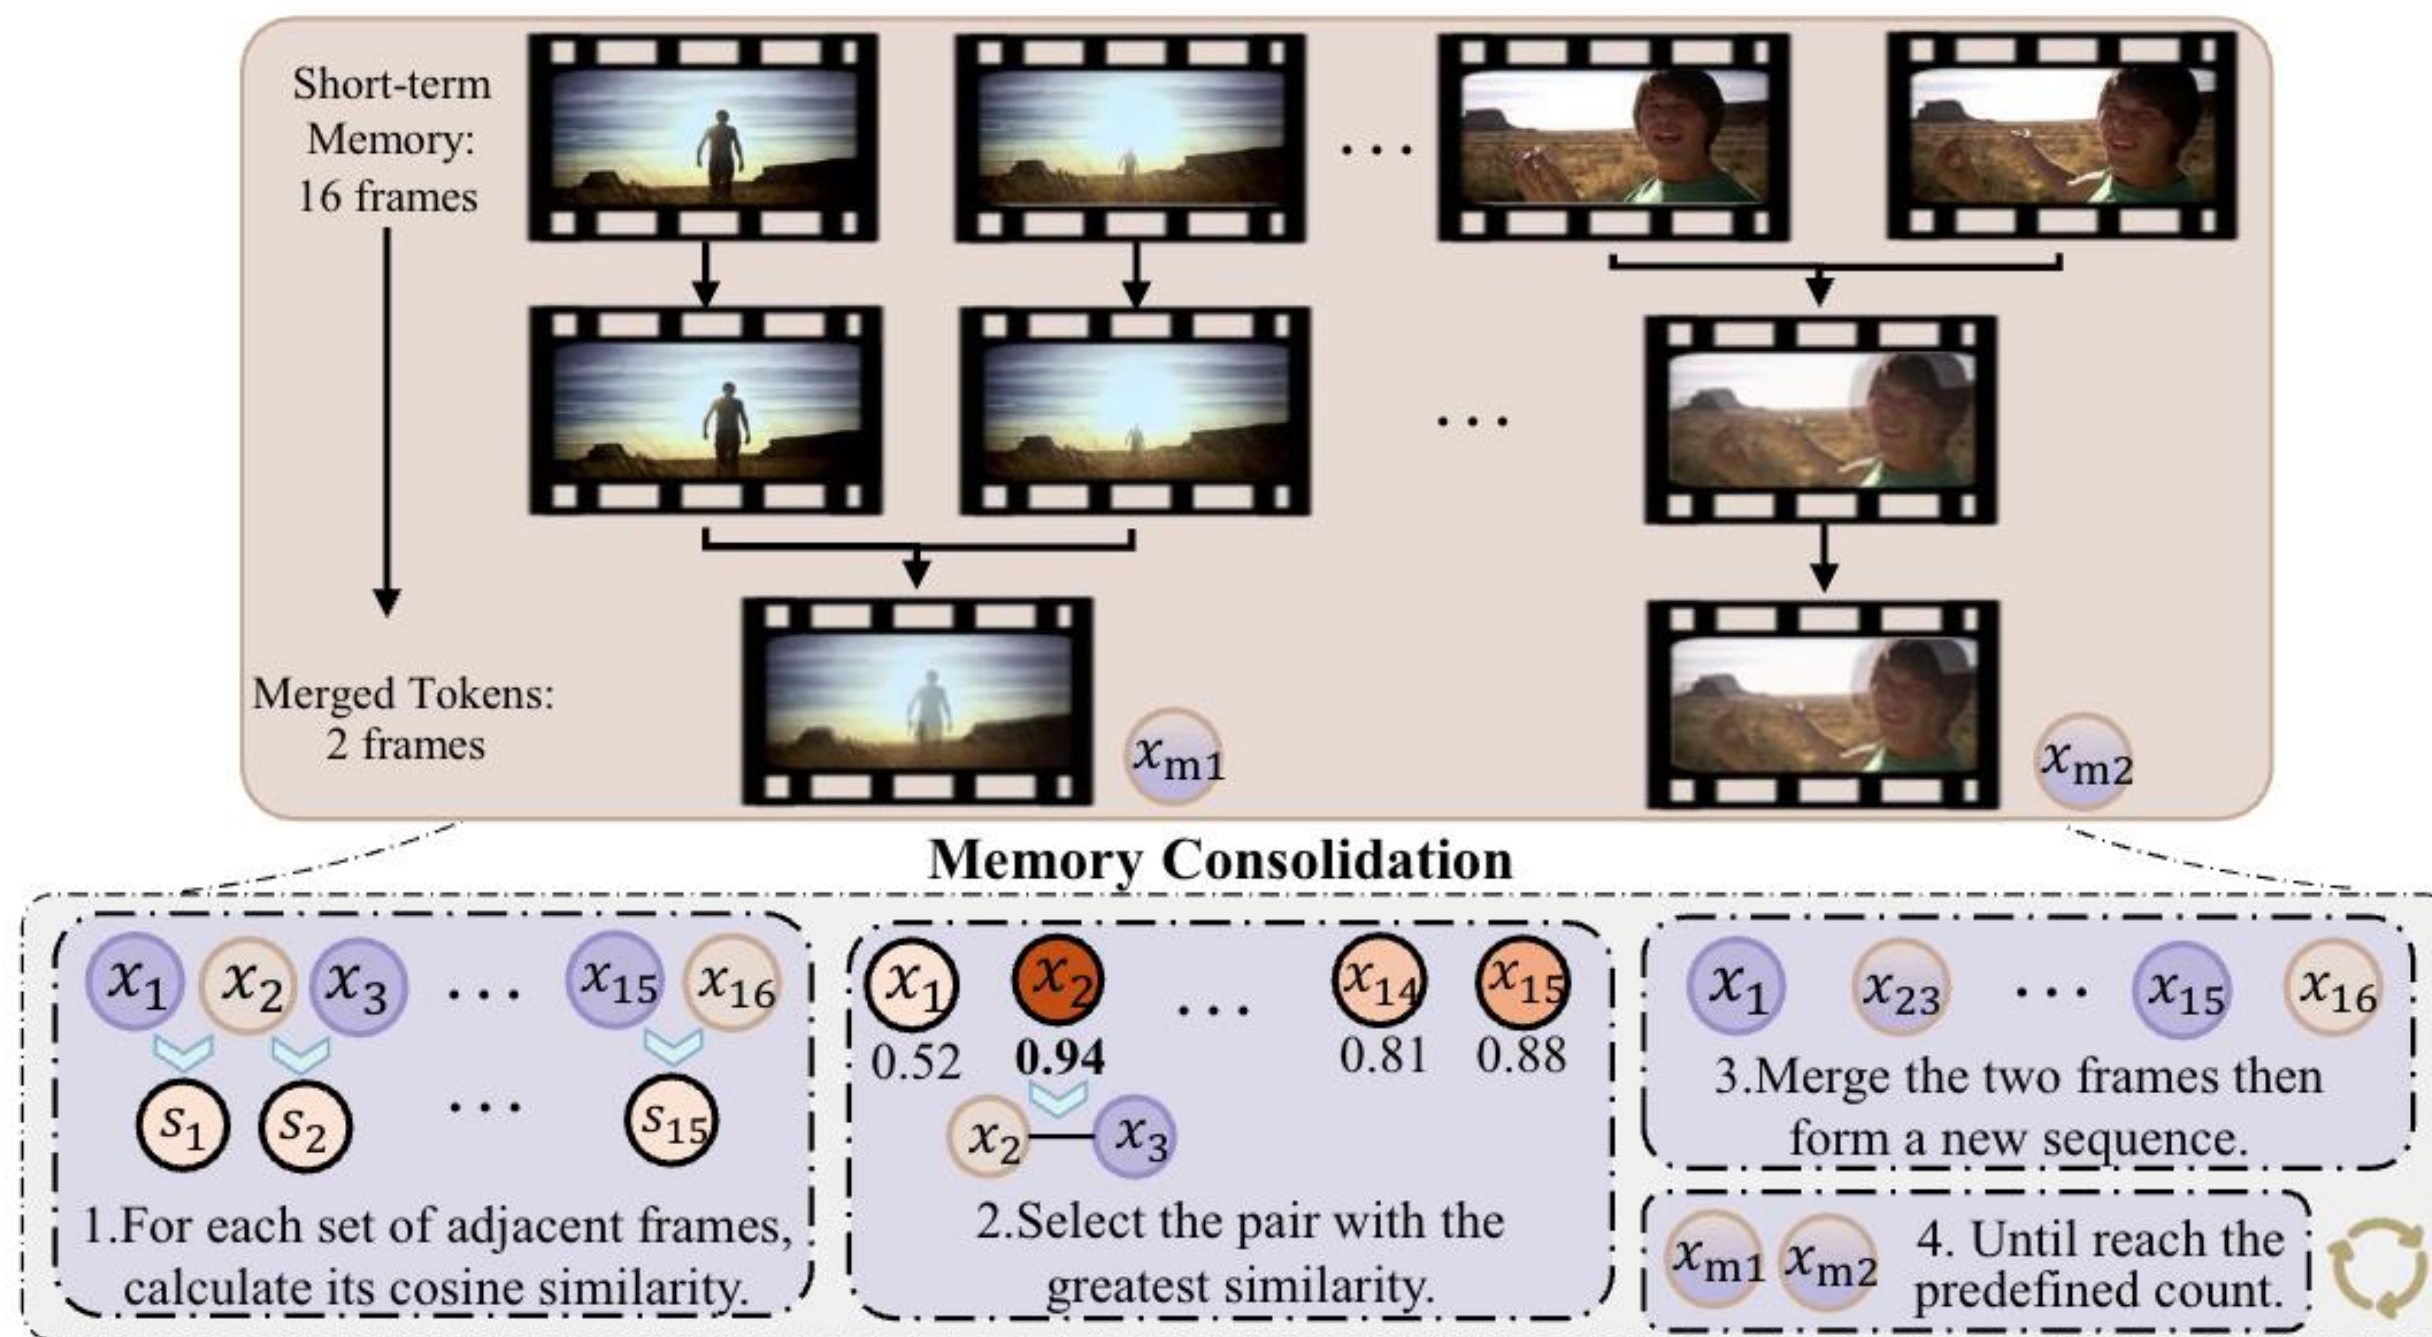 Short-term
Memory:
16 frames
...
...
Merged Tokens:
2 frames
x_m1
x_m2
Memory Consolidation
x_1 x_2 x_3 ... x_15 x_16
s_1 s_2 ... s_15
1.For each set of adjacent frames,
calculate its cosine similarity.
x_1 x_2 ... x_14 x_15
0.52 0.94 0.81 0.88
x_2 x_3
2.Select the pair with the
greatest similarity.
x_1 x_23 ... x_15 x_16
3.Merge the two frames then
form a new sequence.
x_m1 x_m2
4. Until reach the
predefined count.